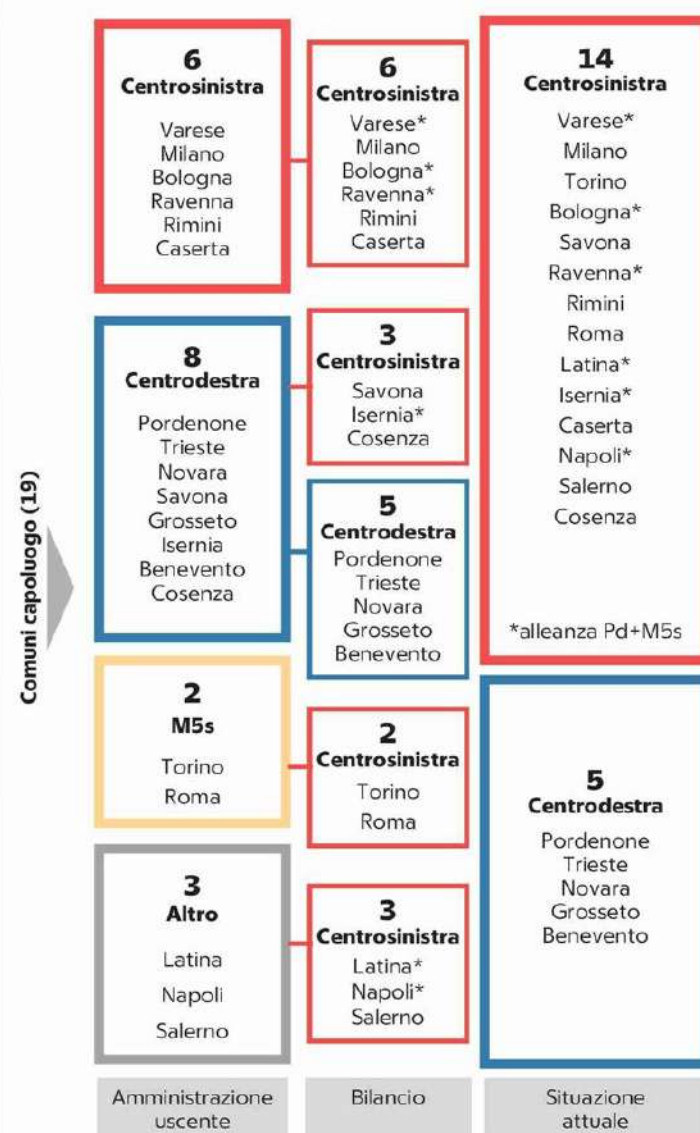 Comuni capoluogo (19)
6
Centrosinistra
Varese
Milano
Bologna
Ravenna
Rimini
Caserta
8
Centrodestra
Pordenone
Trieste
Novara
Savona
Grosseto
Isernia
Benevento
Cosenza
2
M5s
Torino
Roma
3
Altro
Latina
Napoli
Salerno
Amministrazione
uscente
6
Centrosinistra
Varese*
Milano
Bologna*
Ravenna*
Rimini
Caserta
3
Centrosinistra
Savona
Isernia*
Cosenza
5
Centrodestra
Pordenone
Trieste
Novara
Grosseto
Benevento
2
Centrosinistra
Torino
Roma
3
Centrosinistra
Latina*
Napoli*
Salerno
Bilancio
14
Centrosinistra
Varese*
Milano
Torino
Bologna*
Savona
Ravenna*
Rimini
Roma
Latina*
Isernia*
Caserta
Napoli*
Salerno
Cosenza
*alleanza Pd+M5s
5
Centrodestra
Pordenone
Trieste
Novara
Grosseto
Benevento
Situazione
attuale